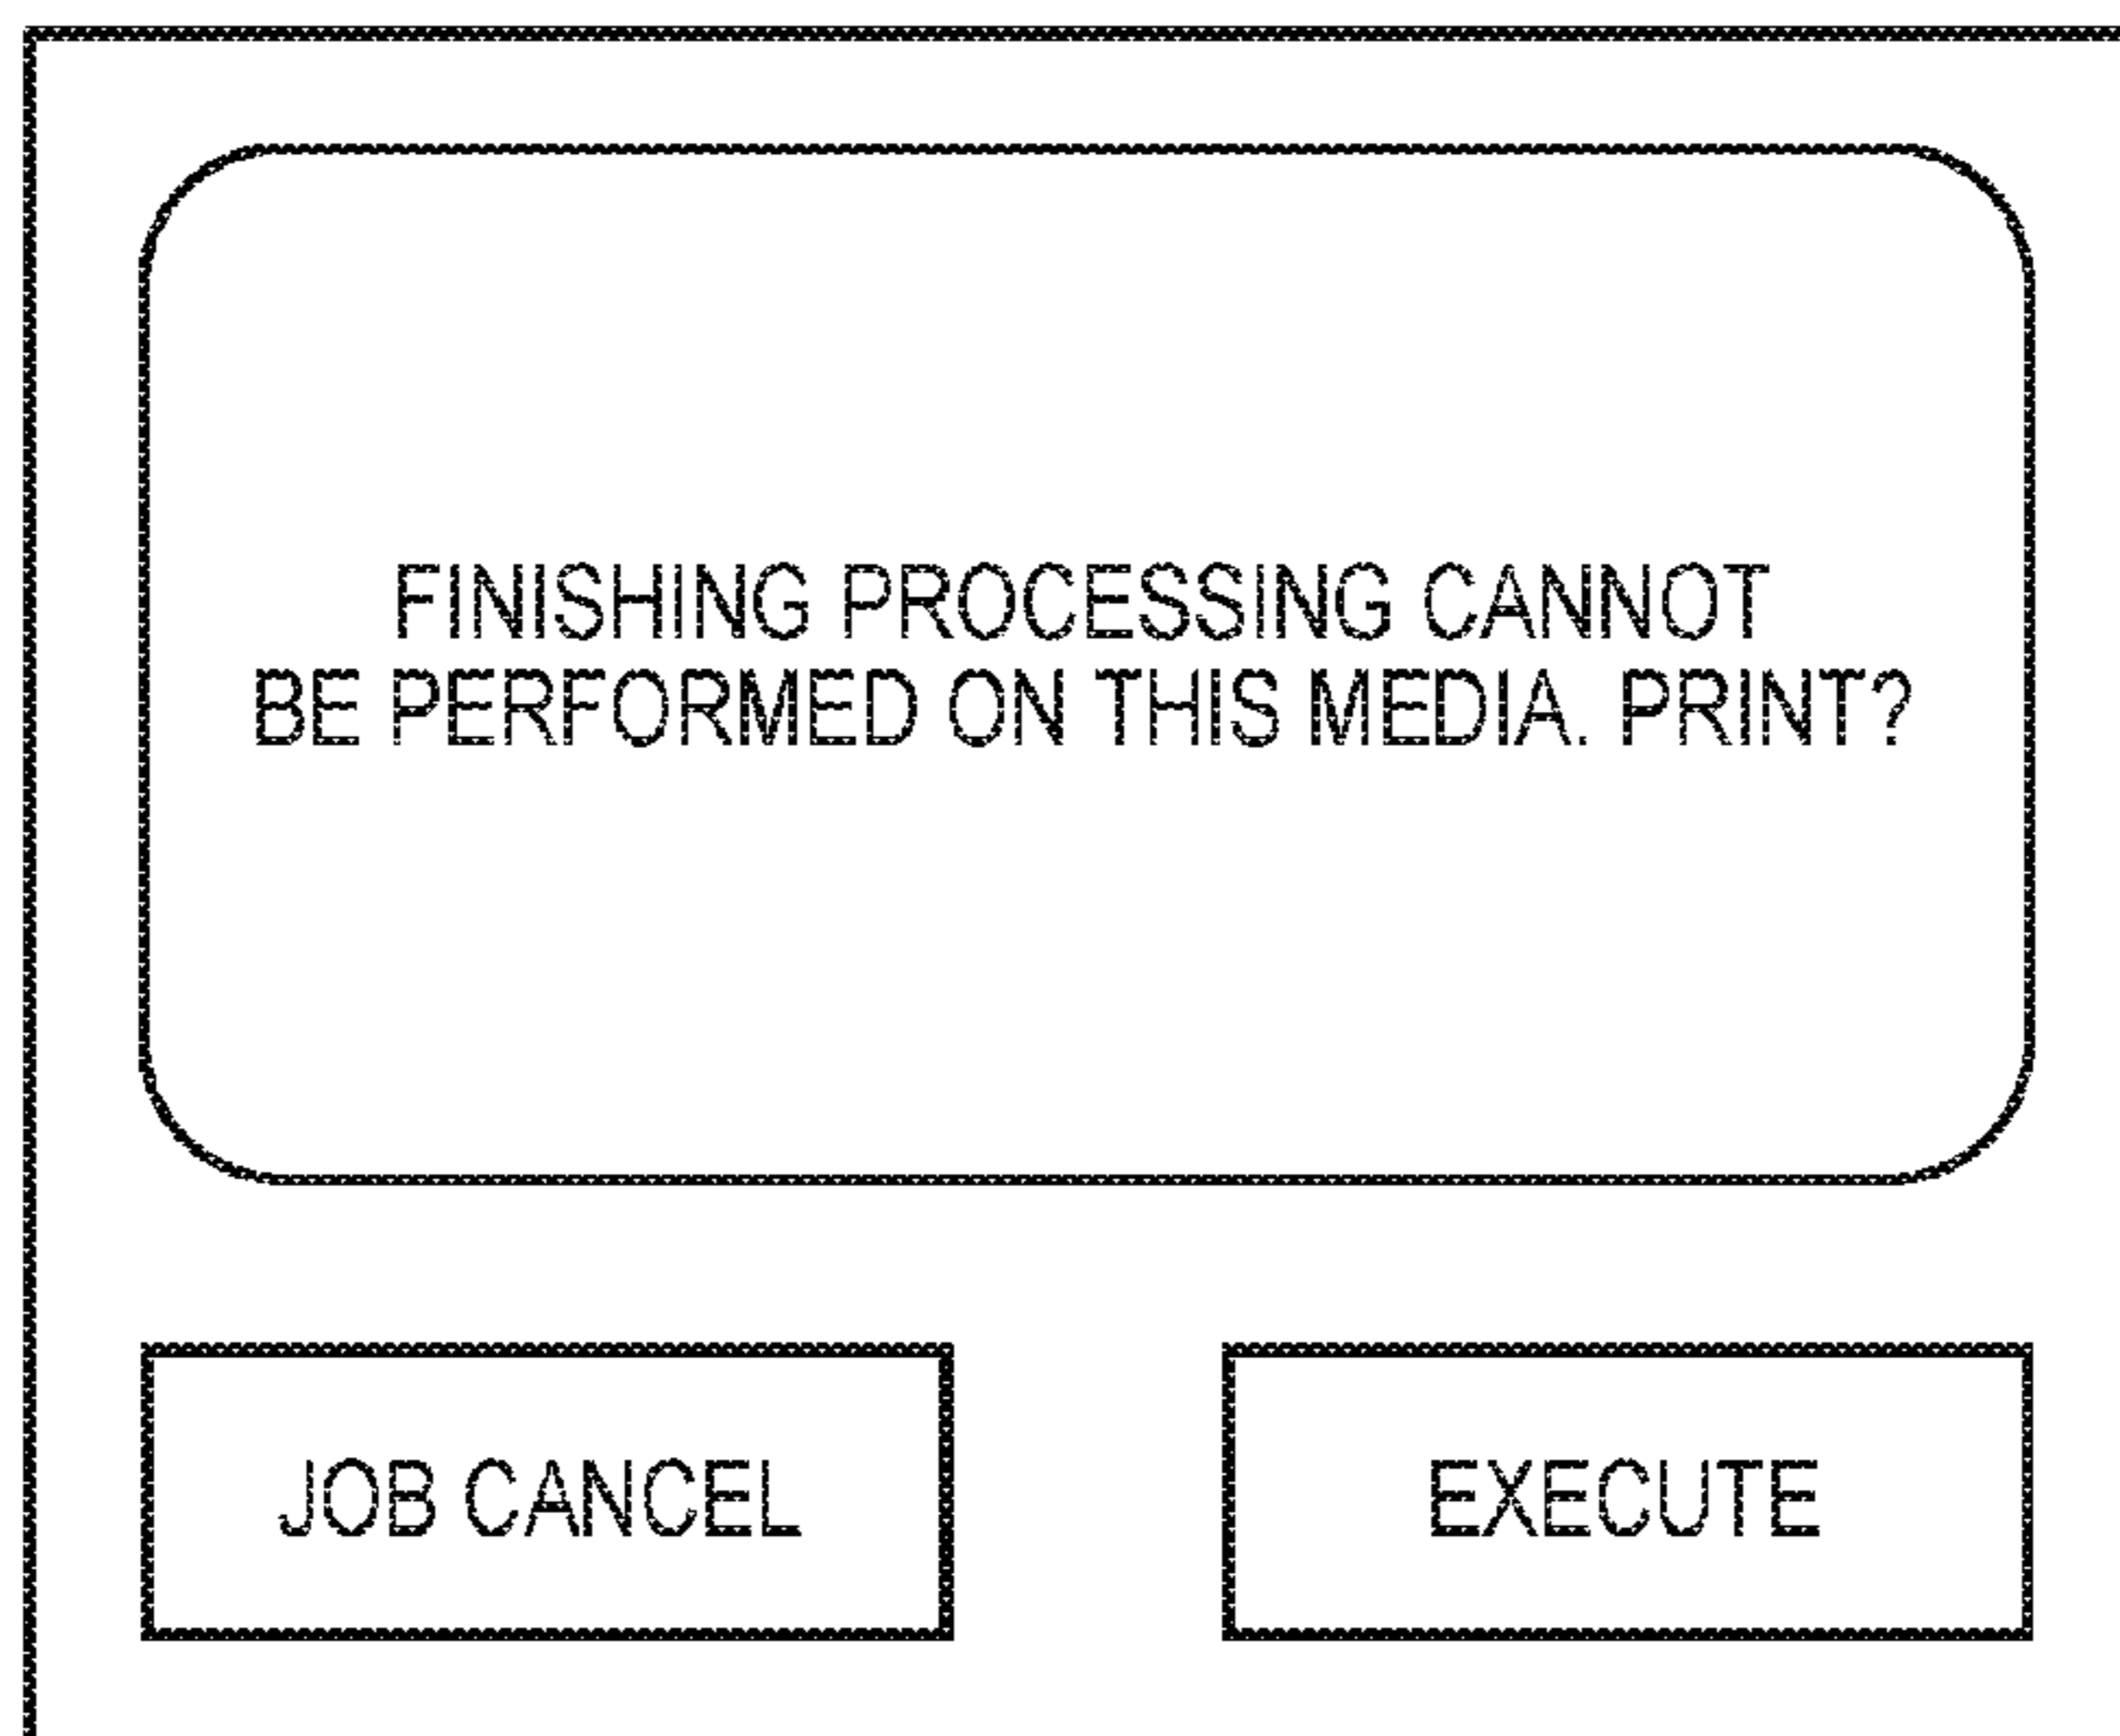 FINISHING PROCESSING CANNOT
BE PERFORMED ON THIS MEDIA. PRINT?
JOB CANCEL
EXECUTE